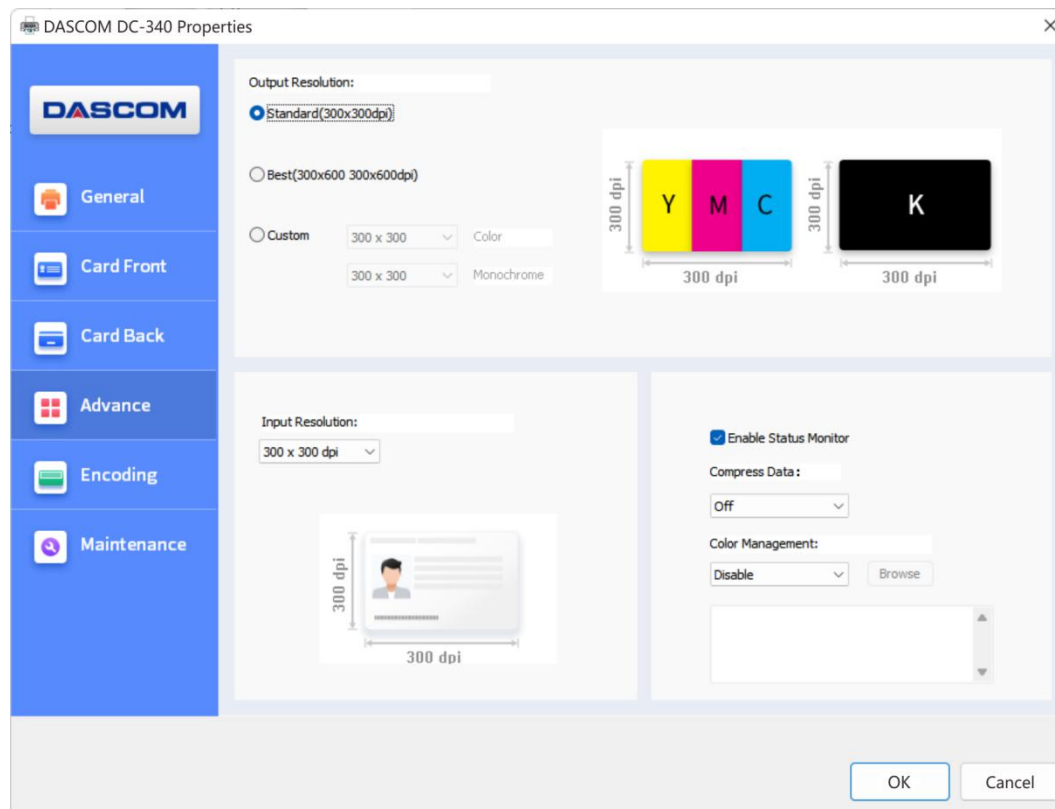 DASCOM DC-340 Properties
DASCOM
General
Card Front
Card Back
Advance
Encoding
Maintenance
Output Resolution:
Standard(300x300dpi)
Best(300x600 300x600dpi)
Custom
300 x 300
Color
300 x 300
Monochrome
300 dpi
Y M C
300 dpi
300 dpi
K
300 dpi
Input Resolution:
300 x 300 dpi
300 dpi
300 dpi
Enable Status Monitor
Compress Data:
Off
Color Management:
Disable
Browse
OK
Cancel